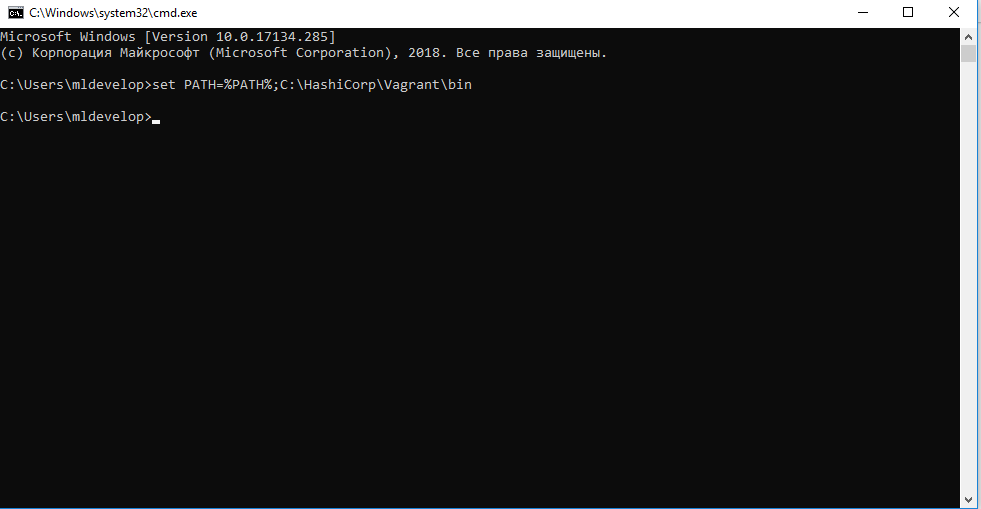 C:\Windows\system32\cmd.exe
Microsoft Windows [Version 10.0.17134.285]
(c) Корпорация Майкрософт (Microsoft Corporation), 2018. Все права защищены.
C:\Users\mldevelop>set PATH=%PATH%;C:\HashiCorp\Vagrant\bin
C:\Users\mldevelop>